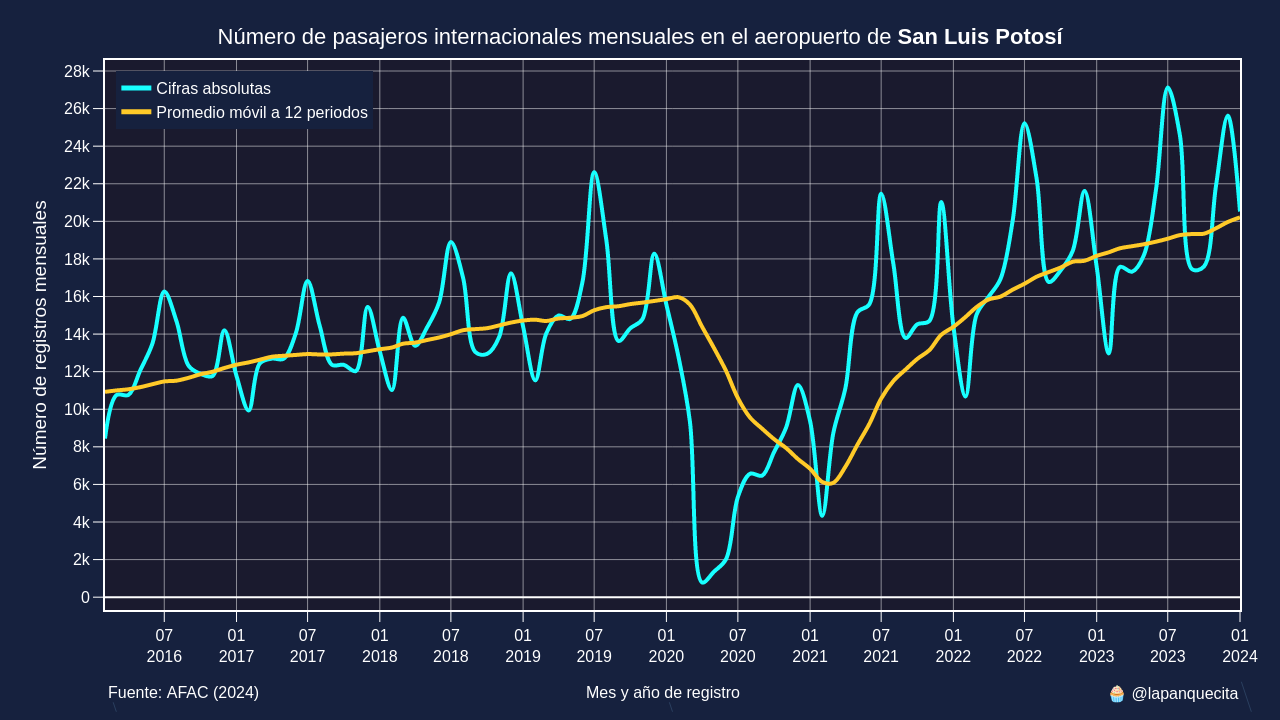 Número de pasajeros internacionales mensuales en el aeropuerto de San Luis Potosí
Cifras absolutas
Promedio móvil a 12 periodos
Número de registros mensuales
28k
26k
24k
22k
20k
18k
16k
14k
12k
10k
8k
6k
4k
2k
0
07 01 07 01 07 01 07 01 07 01 07 01 07 01 07 01
2016 2017 2017 2018 2018 2019 2019 2020 2020 2021 2021 2022 2022 2023 2023 2024
Fuente: AFAC (2024) Mes y año de registro 🧁 @lapanquecita